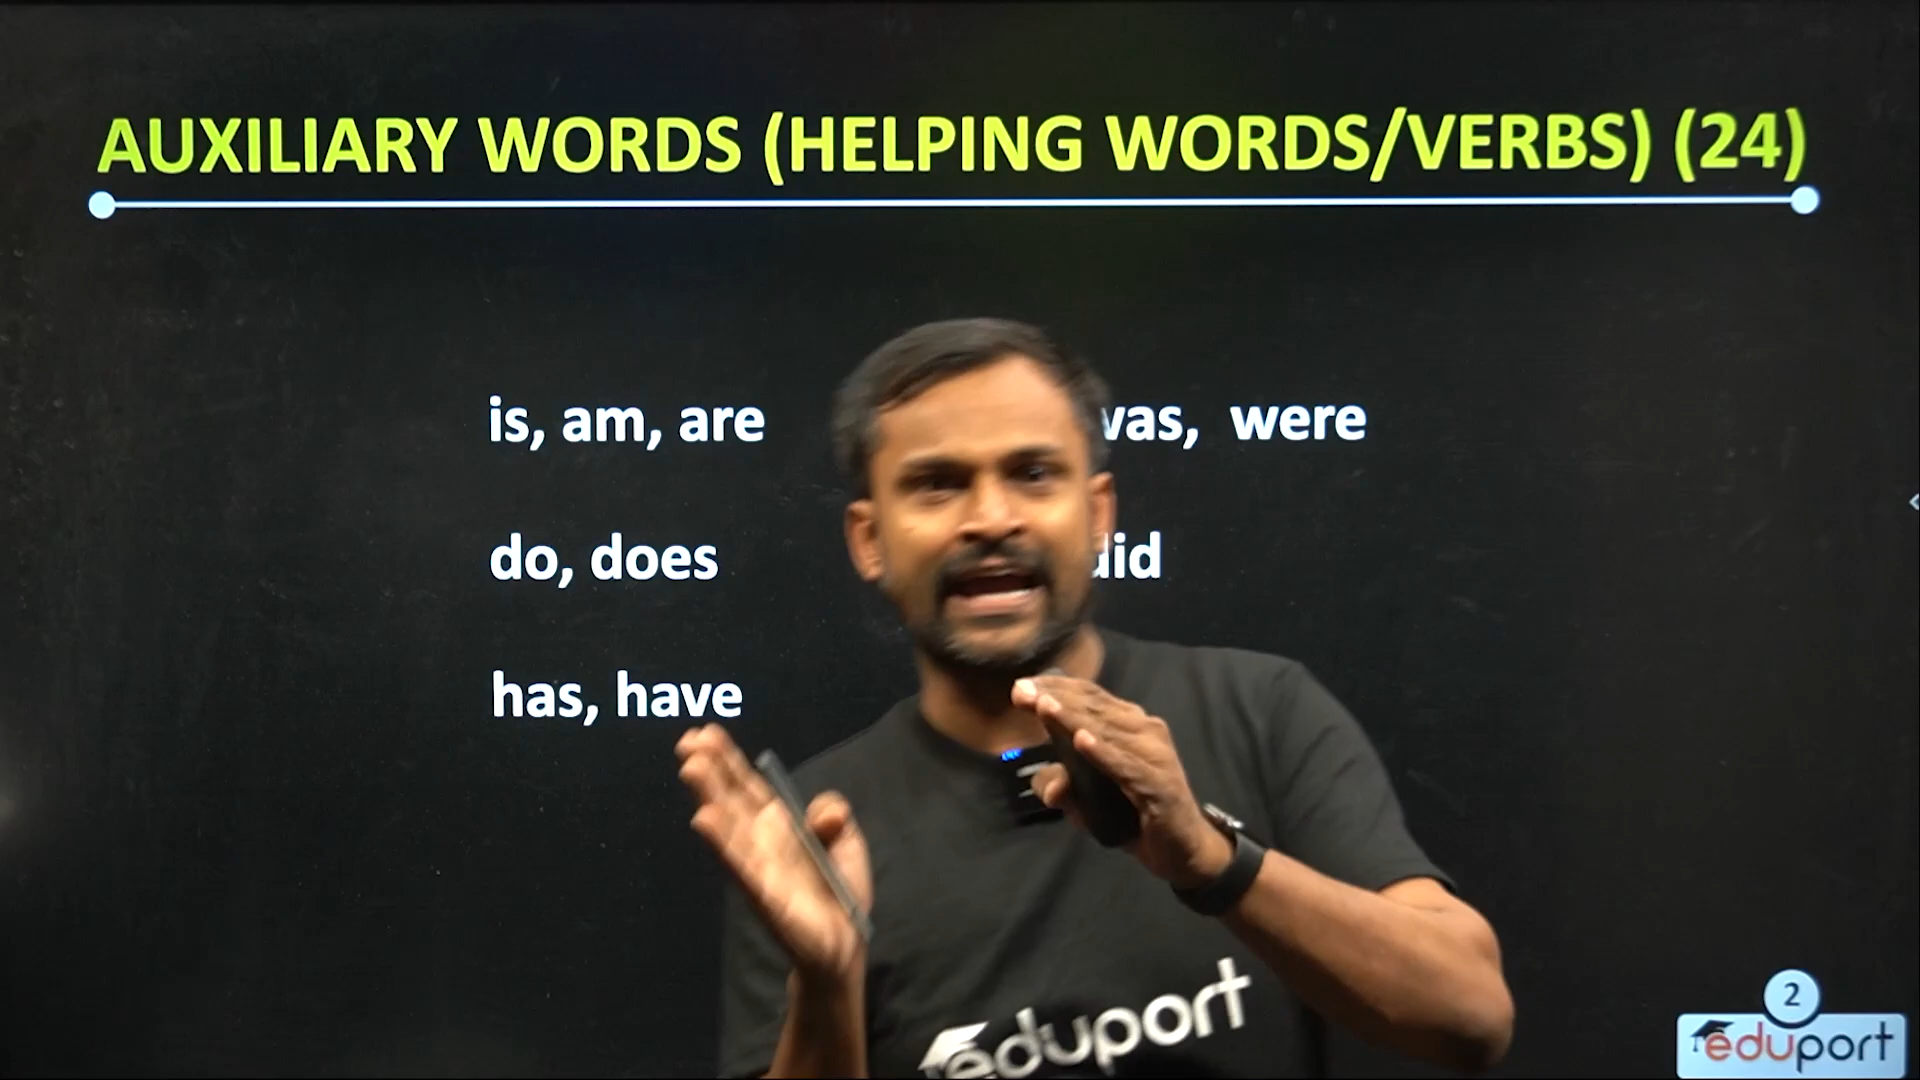 AUXILIARY WORDS (HELPING WORDS/VERBS) (24)
is, am, are were
do, does
has, have
eduport
2
eduport